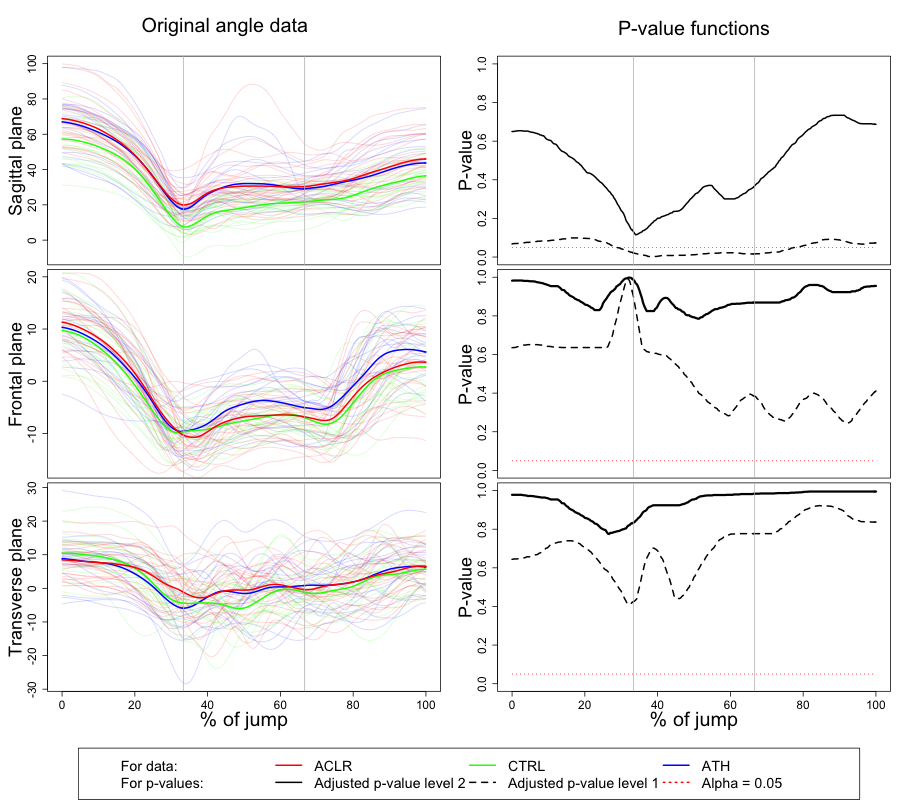 Original angle data
P-value functions
Sagittal plane
0 20 40 60 80 100
P-value
0.0 0.2 0.4 0.6 0.8 1.0
Frontal plane
-10 0 10 20
P-value
0.0 0.2 0.4 0.6 0.8 1.0
Transverse plane
-30 -20 -10 0 10 20 30
P-value
0.0 0.2 0.4 0.6 0.8 1.0
0 20 40 60 80 100
0 20 40 60 80 100
% of jump
% of jump
For data: ACLR CTRL ATH
For p-values: Adjusted p-value level 2 Adjusted p-value level 1 Alpha = 0.05